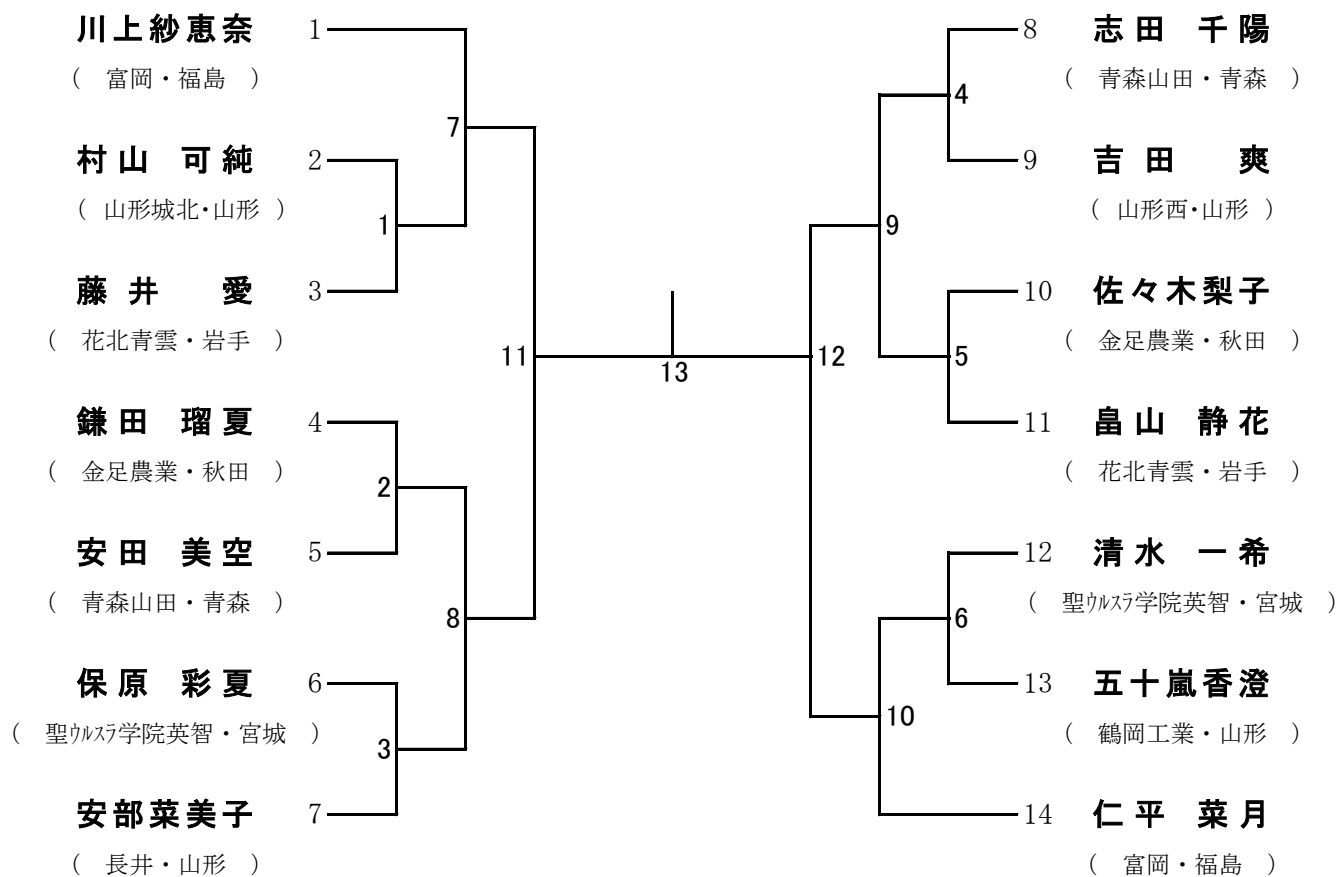 川上紗恵奈 1
（ 富岡・福島 ）
7
村山 可純 2
（ 山形城北・山形 ）
1
藤井 愛 3
（ 花北青雲・岩手 ）
11
鎌田 瑠夏 4
（ 金足農業・秋田 ）
2
安田 美空 5
（ 青森山田・青森 ）
8
保原 彩夏 6
（ 聖ウルスラ学院英智・宮城 ）
3
安部菜美子 7
（ 長井・山形 ）
13
8 志田 千陽
（ 青森山田・青森 ）
4
9 吉田 爽
（ 山形西・山形 ）
9
10 佐々木梨子
（ 金足農業・秋田 ）
12
5
11 畠山 静花
（ 花北青雲・岩手 ）
12 清水 一希
（ 聖ウルスラ学院英智・宮城 ）
6
13 五十嵐香澄
（ 鶴岡工業・山形 ）
10
14 仁平 菜月
（ 富岡・福島 ）